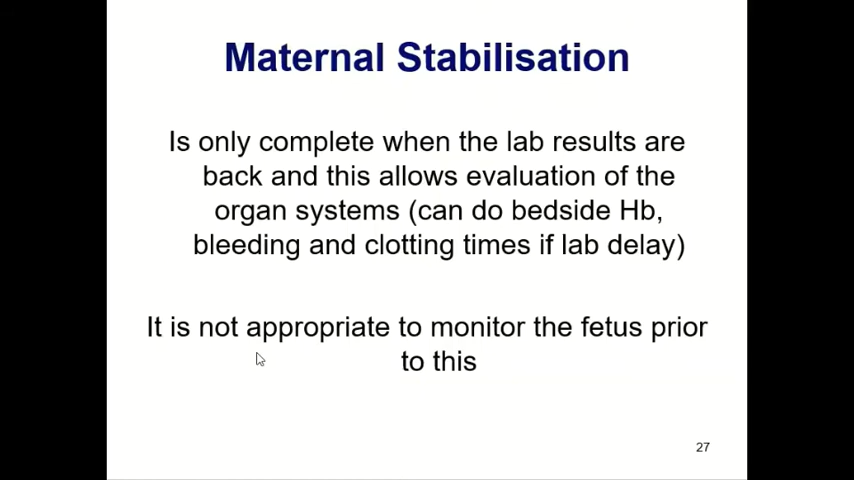 Maternal Stabilisation
Is only complete when the lab results are
back and this allows evaluation of the
organ systems (can do bedside Hb,
bleeding and clotting times if lab delay)
It is not appropriate to monitor the fetus prior
to this
27